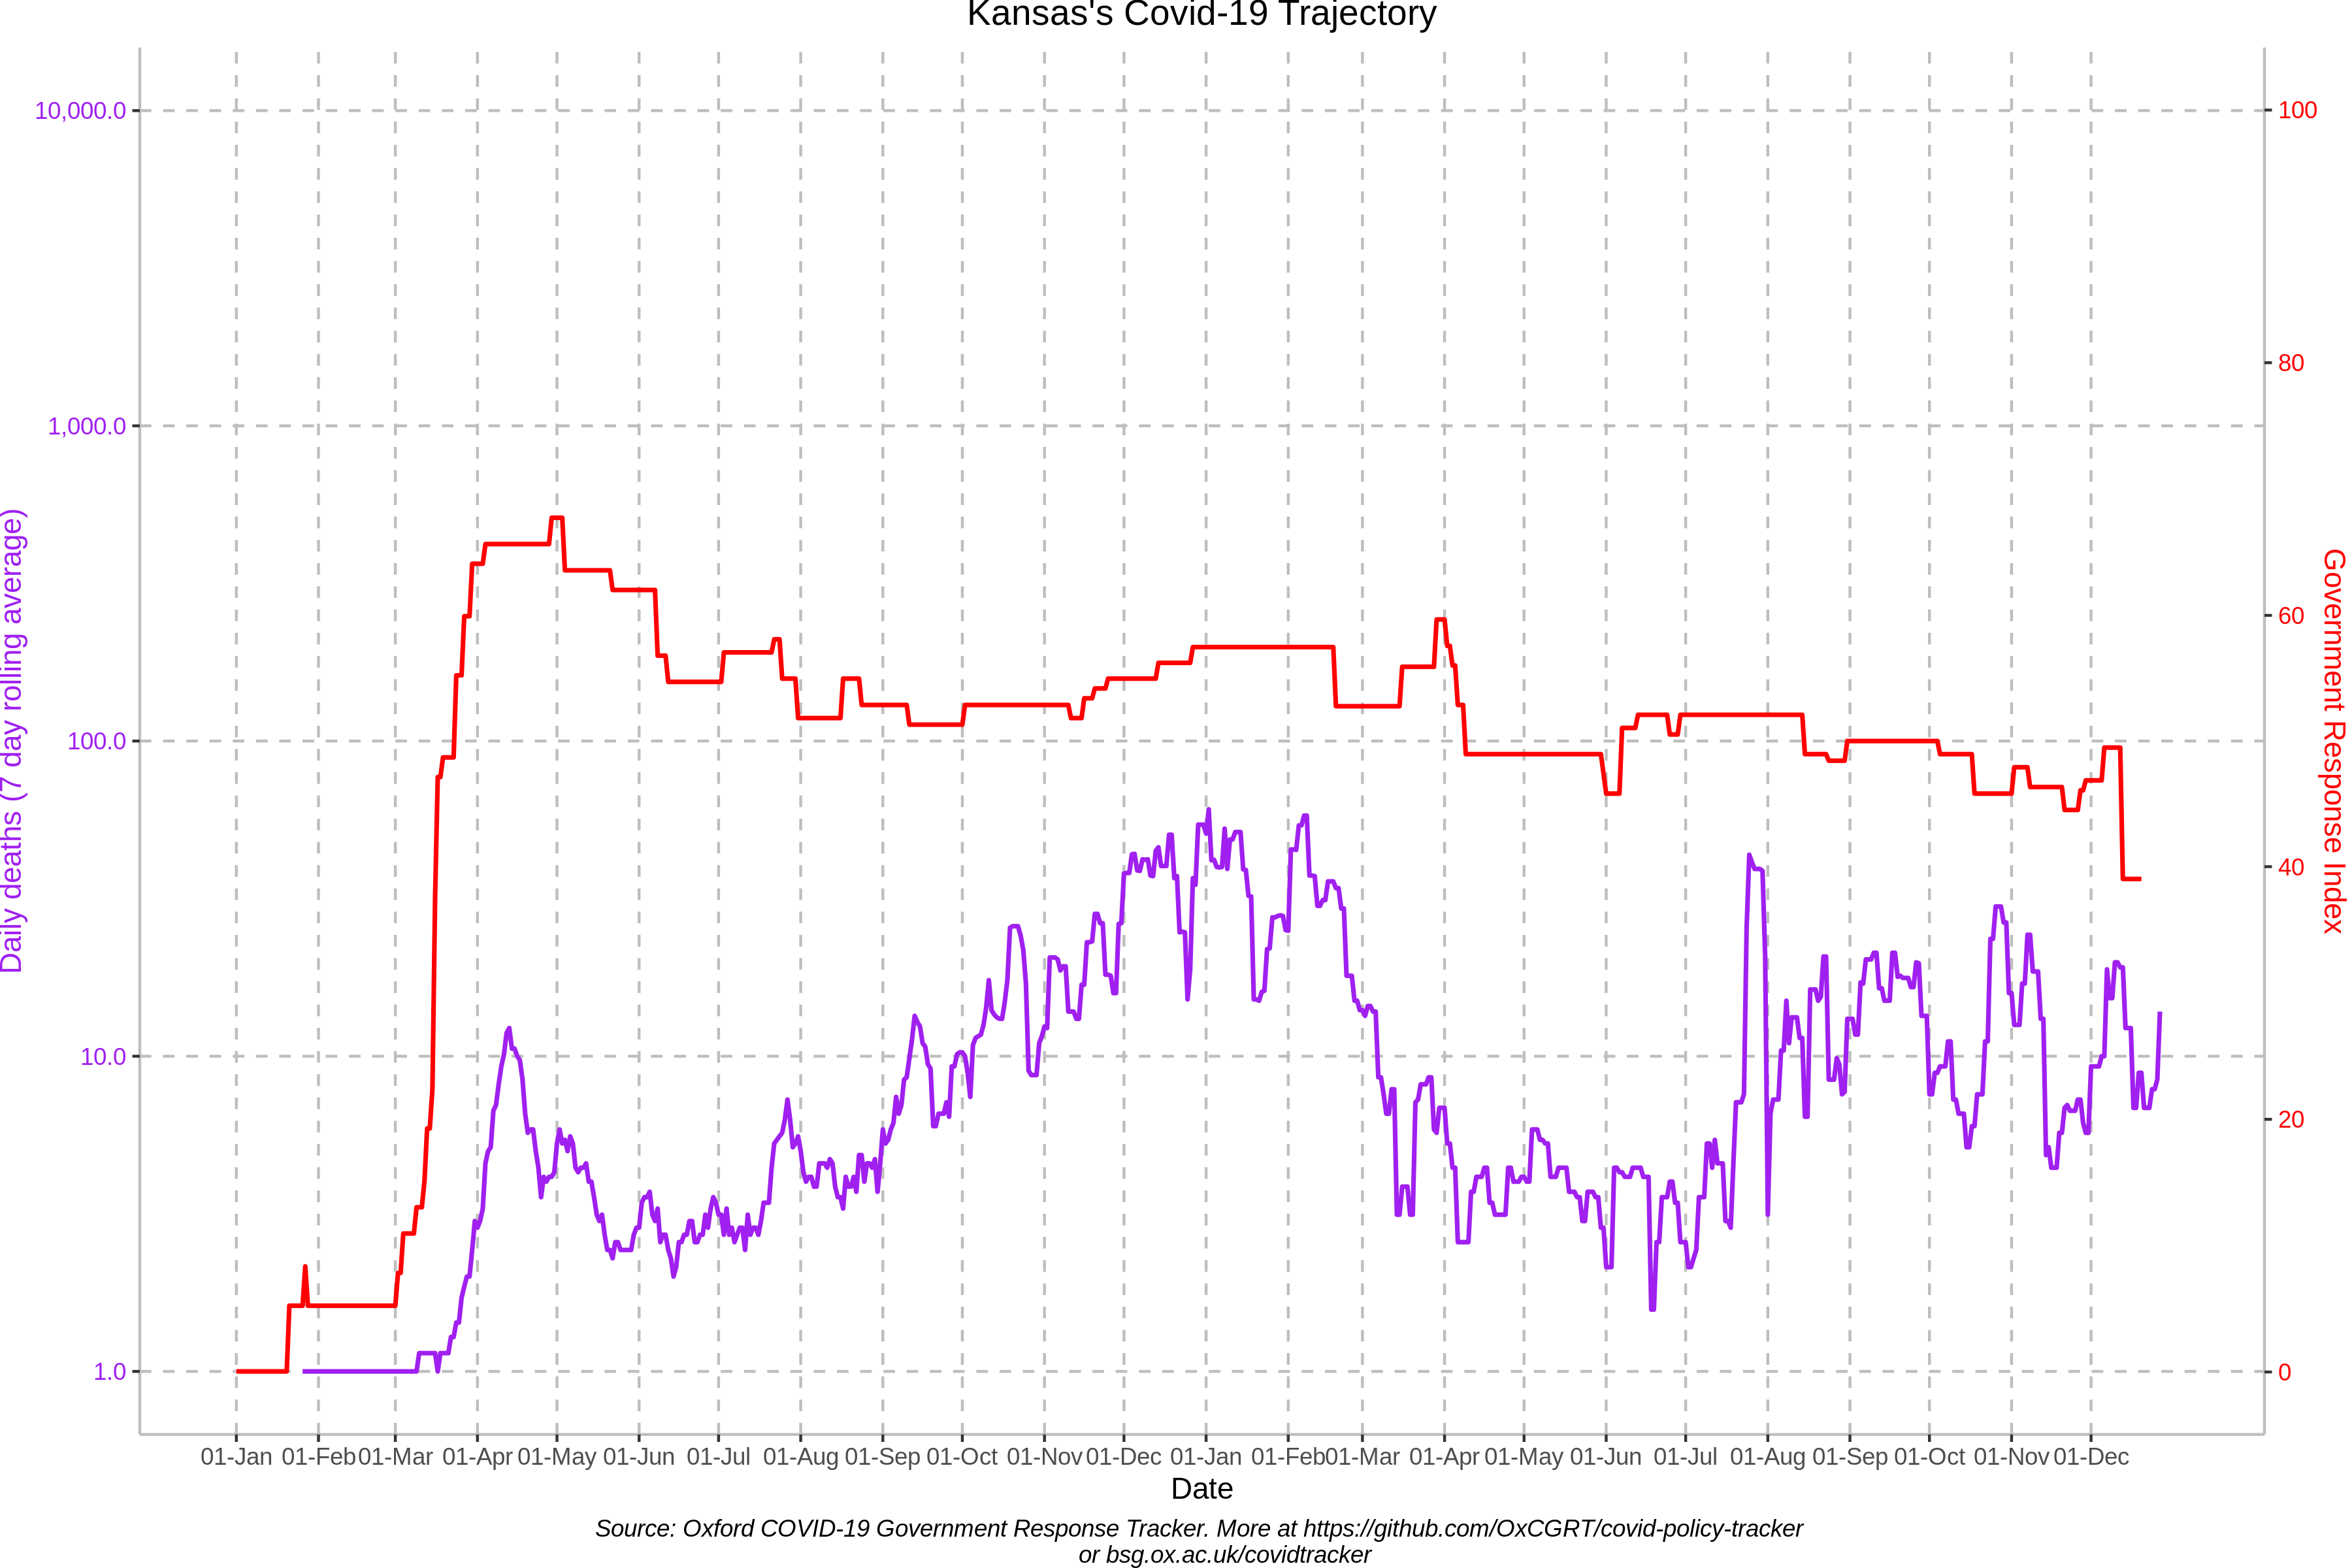 Kansas's Covid-19 Trajectory
10,000.0
1,000.0
100.0
10.0
1.0
Daily deaths (7 day rolling average)
100
80
60
40
20
0
Government Response Index
01-Jan 01-Feb 01-Mar 01-Apr 01-May 01-Jun 01-Jul 01-Aug 01-Sep 01-Oct 01-Nov 01-Dec 01-Jan 01-Feb 01-Mar 01-Apr 01-May 01-Jun 01-Jul 01-Aug 01-Sep 01-Oct 01-Nov 01-Dec
Date
Source: Oxford COVID-19 Government Response Tracker. More at https://github.com/OxCGRT/covid-policy-tracker
or bsg.ox.ac.uk/covidtracker